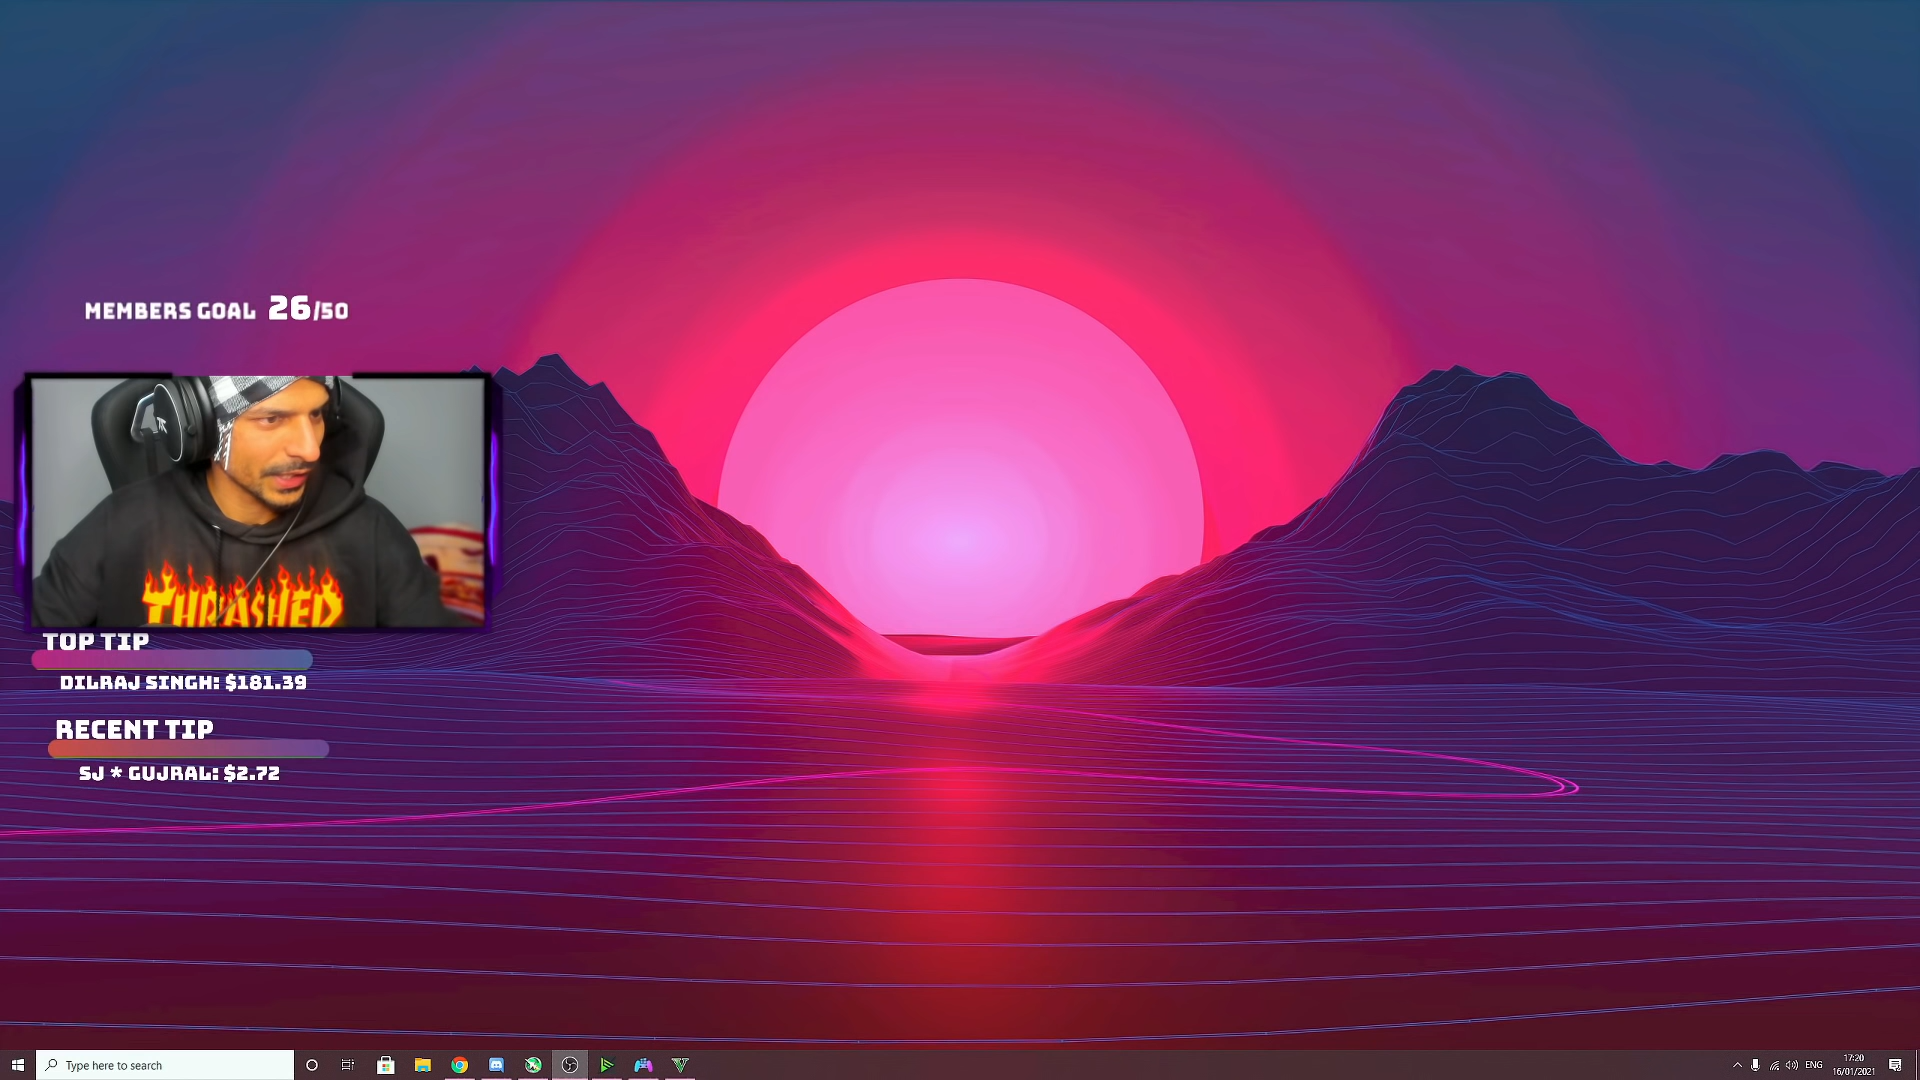 MEMBERS GOAL 26/50
THRASHER
TOP TIP
DILRAJ SINGH: $181.39
RECENT TIP
SJ * GUJRAL: $2.72
Type here to search
ENG
17:20
16/01/2021